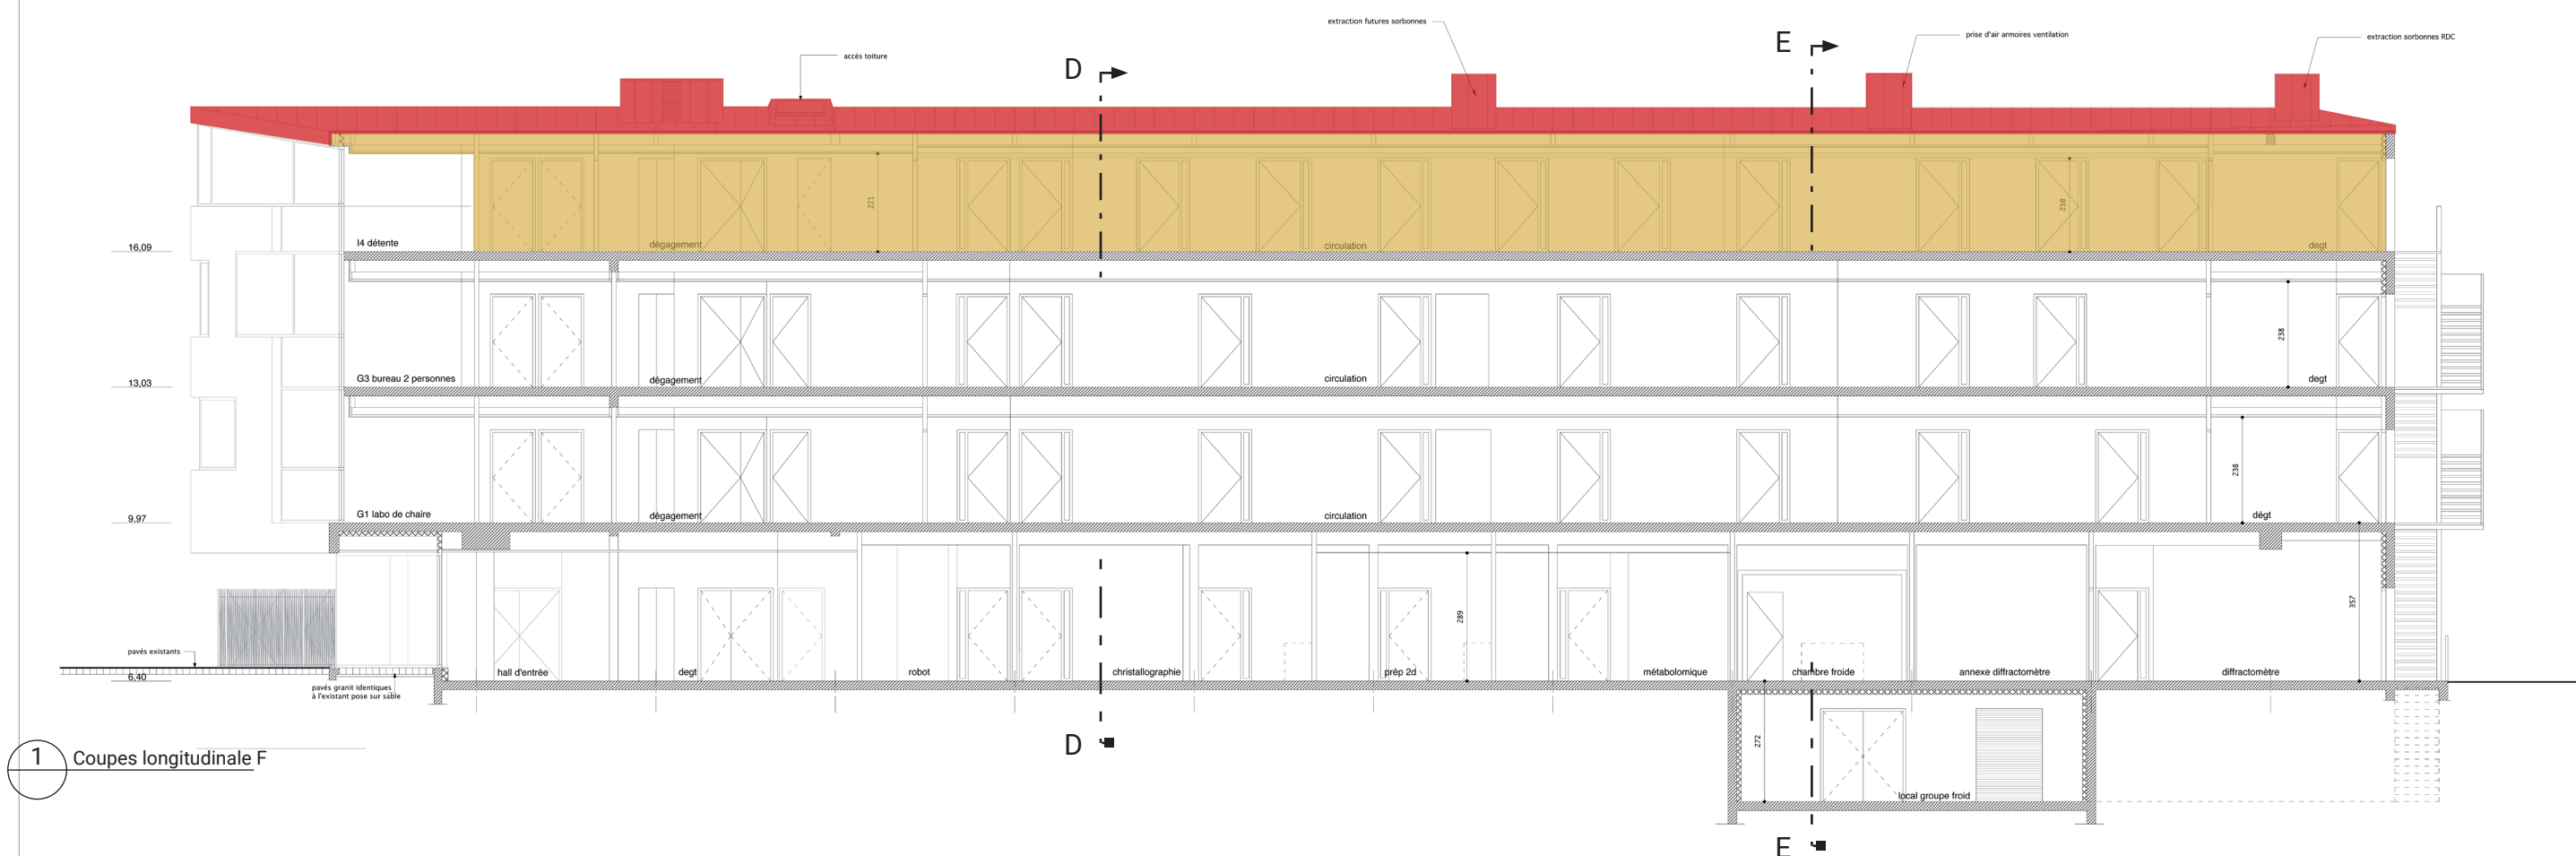 extraction futures sorbonnes
E
prise d'air armoires ventilation
extraction sorbonnes RDC
accés toiture
D
221
210
16,09
I4 détente
dégagement
circulation
degt
238
13,03
G3 bureau 2 personnes
dégagement
circulation
degt
238
9,97
G1 labo de chaire
dégagement
circulation
dégt
289
357
pavés existants
6,40
hall d'entrée
degt
robot
christallographie
prép 2d
métabolomique
chambre froide
annexe diffractomètre
diffractomètre
pavés granit identiques
à l'existant pose sur sable
272
D
1
Coupes longitudinale F
local groupe froid
E